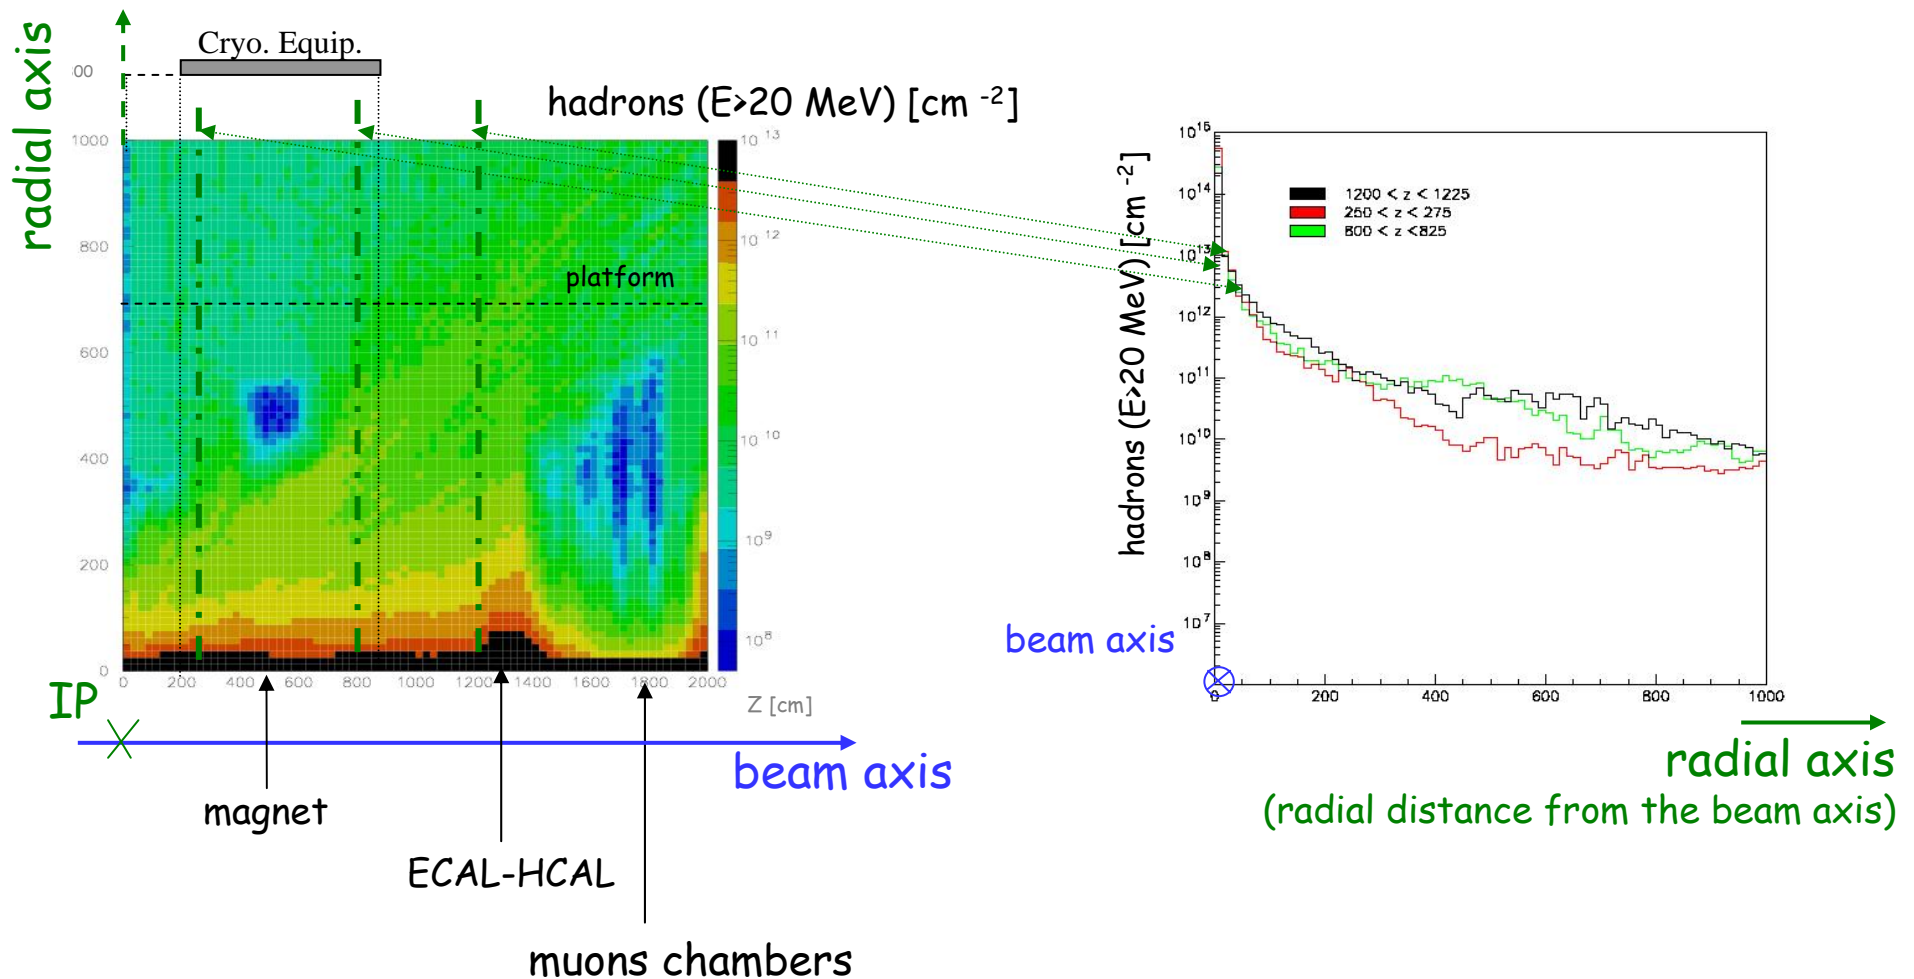 radial axis
Cryo. Equip.
00
hadrons (E>20 MeV) [cm -2]
1000
800
600
400
200
0
platform
10 13
10 12
10 11
10 10
10 9
10 8
0 200 400 600 800 1000 1200 1400 1600 1800 2000
Z [cm]
IP
beam axis
magnet
ECAL-HCAL
muons chambers
hadrons (E>20 MeV) [cm -2]
10 15
10 14
10 13
10 12
10 11
10 10
10 9
10 8
10 7
1200 < z < 1225
250 < z < 275
800 < z <825
beam axis
0 200 400 600 800 1000
radial axis
(radial distance from the beam axis)